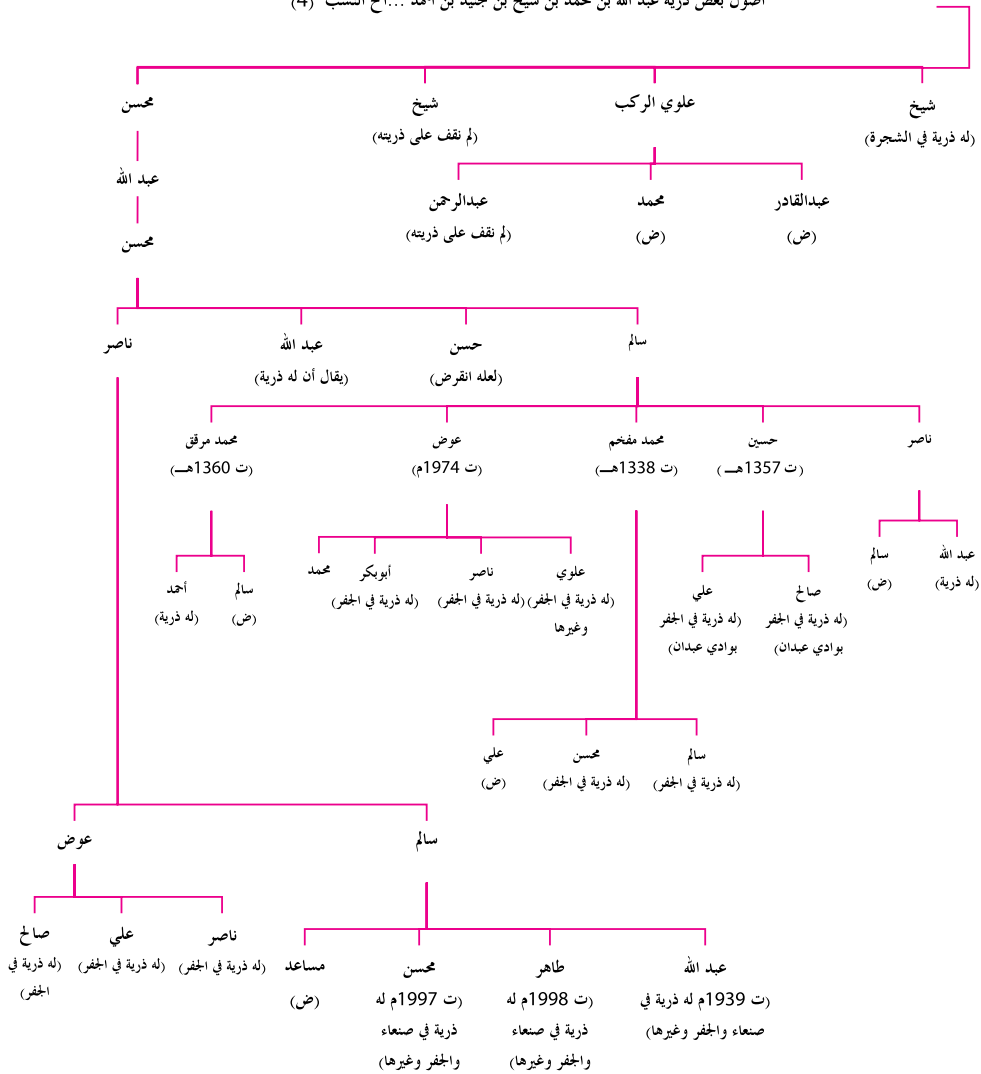 أصول بعض ذرية عبد الله بن محمد بن شيخ بن جنيد بن النسب (4)
شيخ
(له ذرية في الشجرة)
علوي الركب
شيخ
(لم نقف على ذريته)
محسن
عبد الله
محسن
عبدالقادر
(ض)
محمد
(ض)
عبدالرحمن
(لم نقف على ذريته)
سالم
حسن
(لعله انقرض)
عبد الله
(يقال أن له ذرية)
ناصر
ناصر
حسين
(ت 1357هـ)
محمد مفخم
(ت 1338هـ)
عوض
(ت 1974م)
محمد مرقق
(ت 1360هـ)
عبد الله
(له ذرية)
سالم
(ض)
صالح
(له ذرية في الجفر
بوادي عبدان)
علي
(له ذرية في الجفر
بوادي عبدان)
علوي
(له ذرية في الجفر
وغيرها
ناصر
(له ذرية في الجفر)
أبوبكر
(له ذرية في الجفر)
محمد
سالم
(ض)
أحمد
(له ذرية)
سالم
(له ذرية في الجفر)
محسن
(له ذرية في الجفر)
علي
(ض)
سالم
عوض
عبد الله
(ت 1939م له ذرية في
صنعاء والجفر وغيرها)
طاهر
(ت 1998م له
ذرية في صنعاء
والجفر وغيرها)
محسن
(ت 1997م له
ذرية في صنعاء
والجفر وغيرها)
مساعد
(ض)
ناصر
(له ذرية في الجفر)
علي
(له ذرية في الجفر)
صالح
(له ذرية في
الجفر)